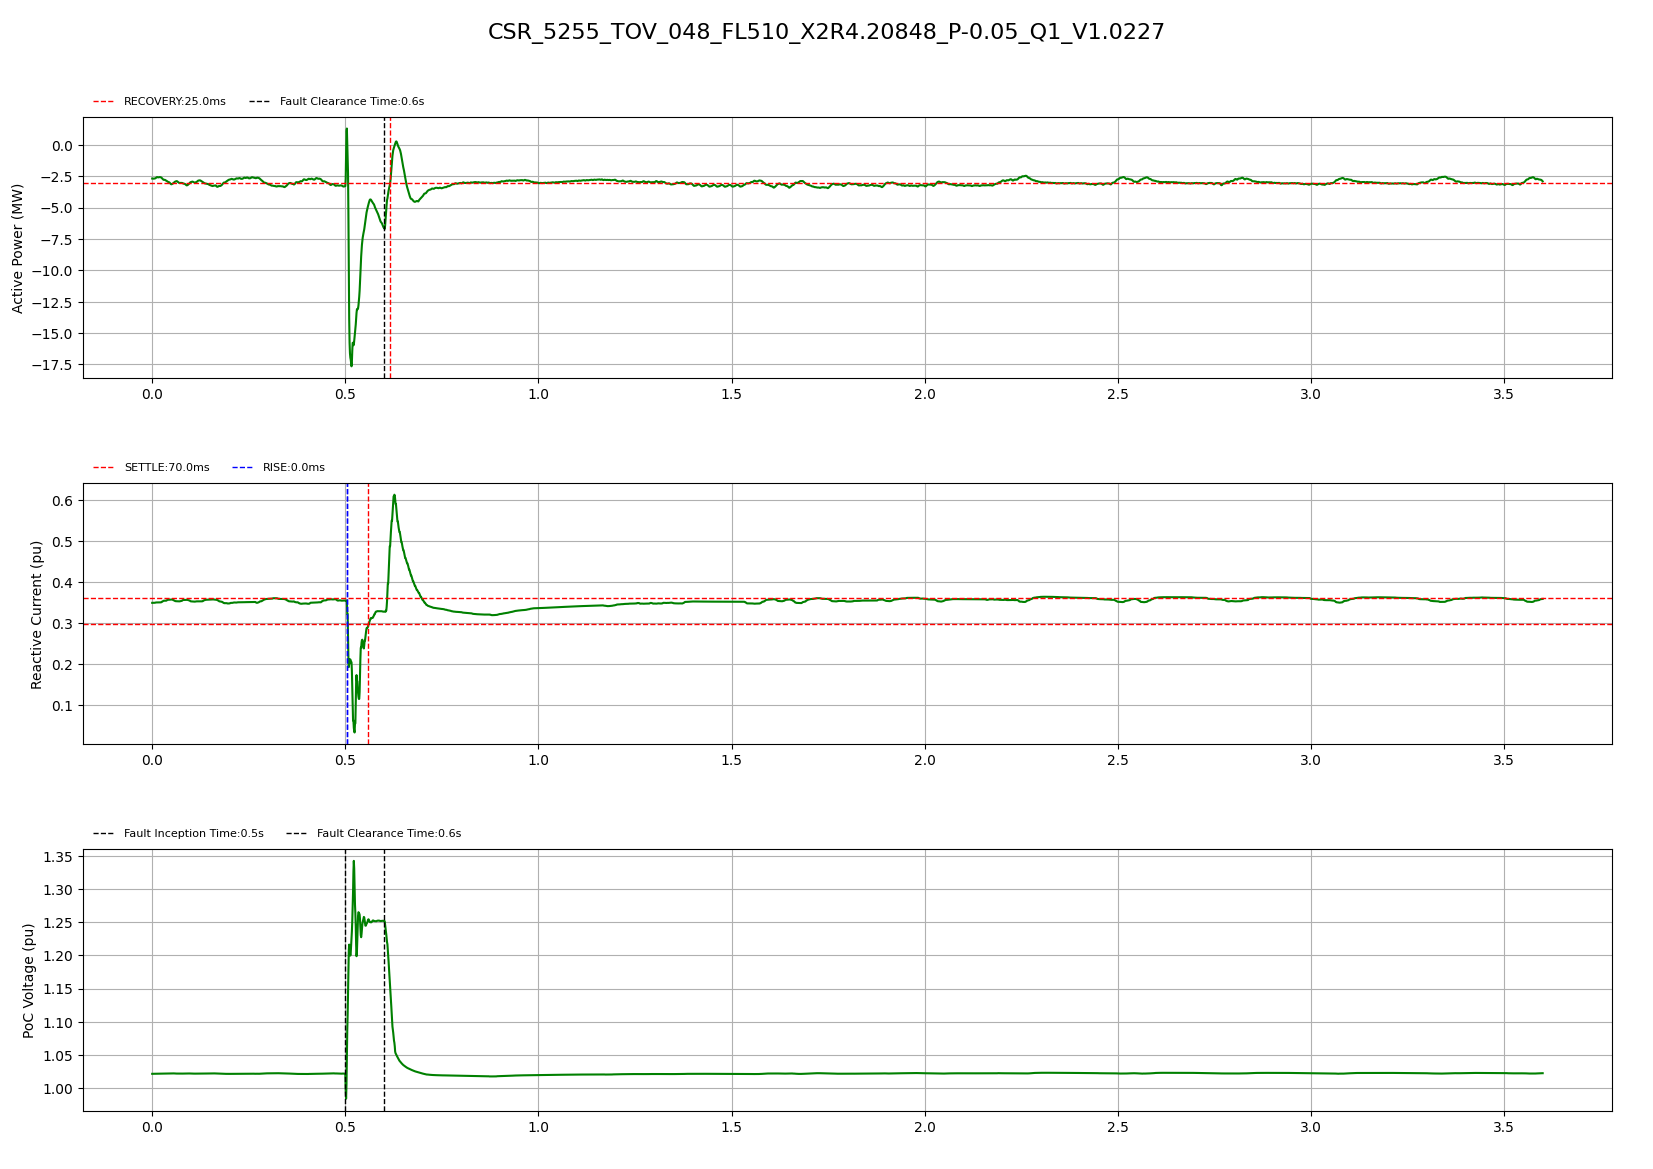 CSR_5255_TOV_048_FL510_X2R4.20848_P-0.05_Q1_V1.0227
RECOVERY:25.0ms Fault Clearance Time:0.6s
Active Power (MW)
0.0
−2.5
−5.0
−7.5
−10.0
−12.5
−15.0
−17.5
0.0 0.5 1.0 1.5 2.0 2.5 3.0 3.5
SETTLE:70.0ms RISE:0.0ms
Reactive Current (pu)
0.6
0.5
0.4
0.3
0.2
0.1
0.0 0.5 1.0 1.5 2.0 2.5 3.0 3.5
Fault Inception Time:0.5s Fault Clearance Time:0.6s
PoC Voltage (pu)
1.35
1.30
1.25
1.20
1.15
1.10
1.05
1.00
0.0 0.5 1.0 1.5 2.0 2.5 3.0 3.5